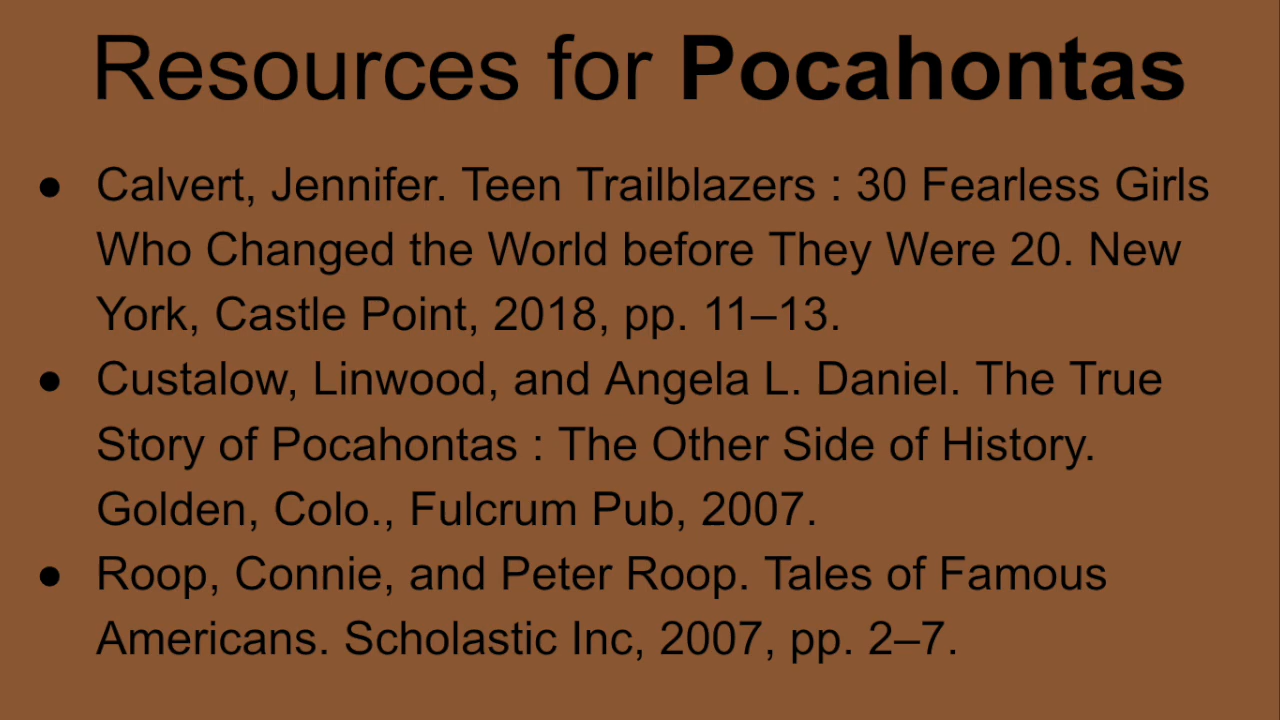 Resources for Pocahontas
● Calvert, Jennifer. Teen Trailblazers : 30 Fearless Girls
Who Changed the World before They Were 20. New
York, Castle Point, 2018, pp. 11–13.
● Custalow, Linwood, and Angela L. Daniel. The True
Story of Pocahontas : The Other Side of History.
Golden, Colo., Fulcrum Pub, 2007.
● Roop, Connie, and Peter Roop. Tales of Famous
Americans. Scholastic Inc, 2007, pp. 2–7.